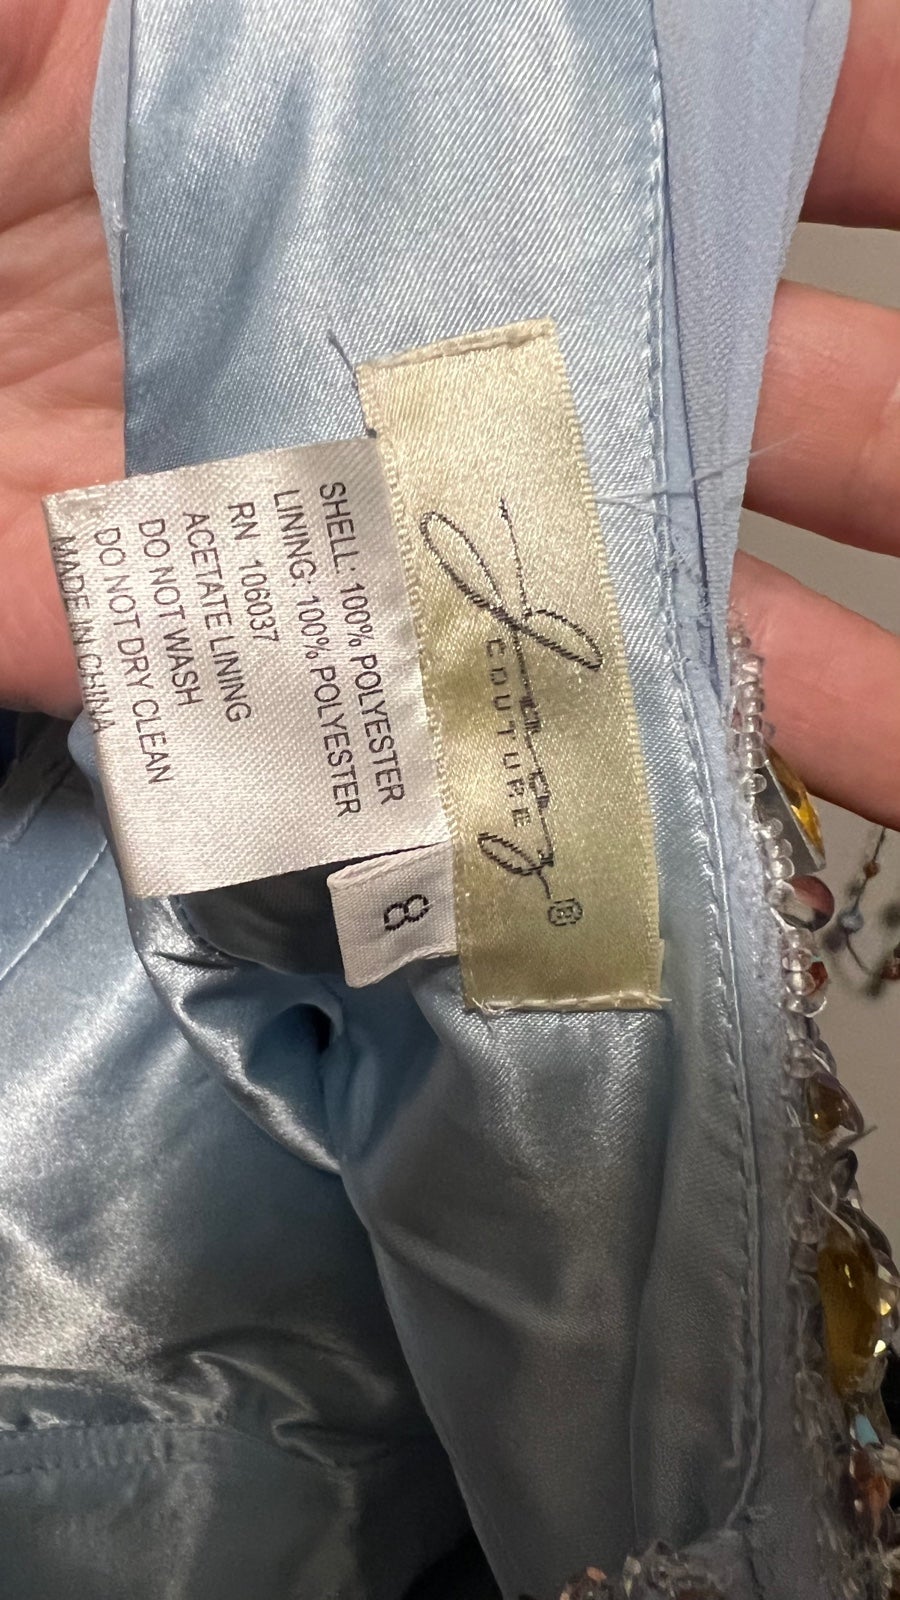 SHELL: 100% POLYESTER
LINING: 100% POLYESTER
RN 106037
ACETATE LINING
DO NOT WASH
DO NOT DRY CLEAN
MADE IN CHINA
COUTURE
®
8